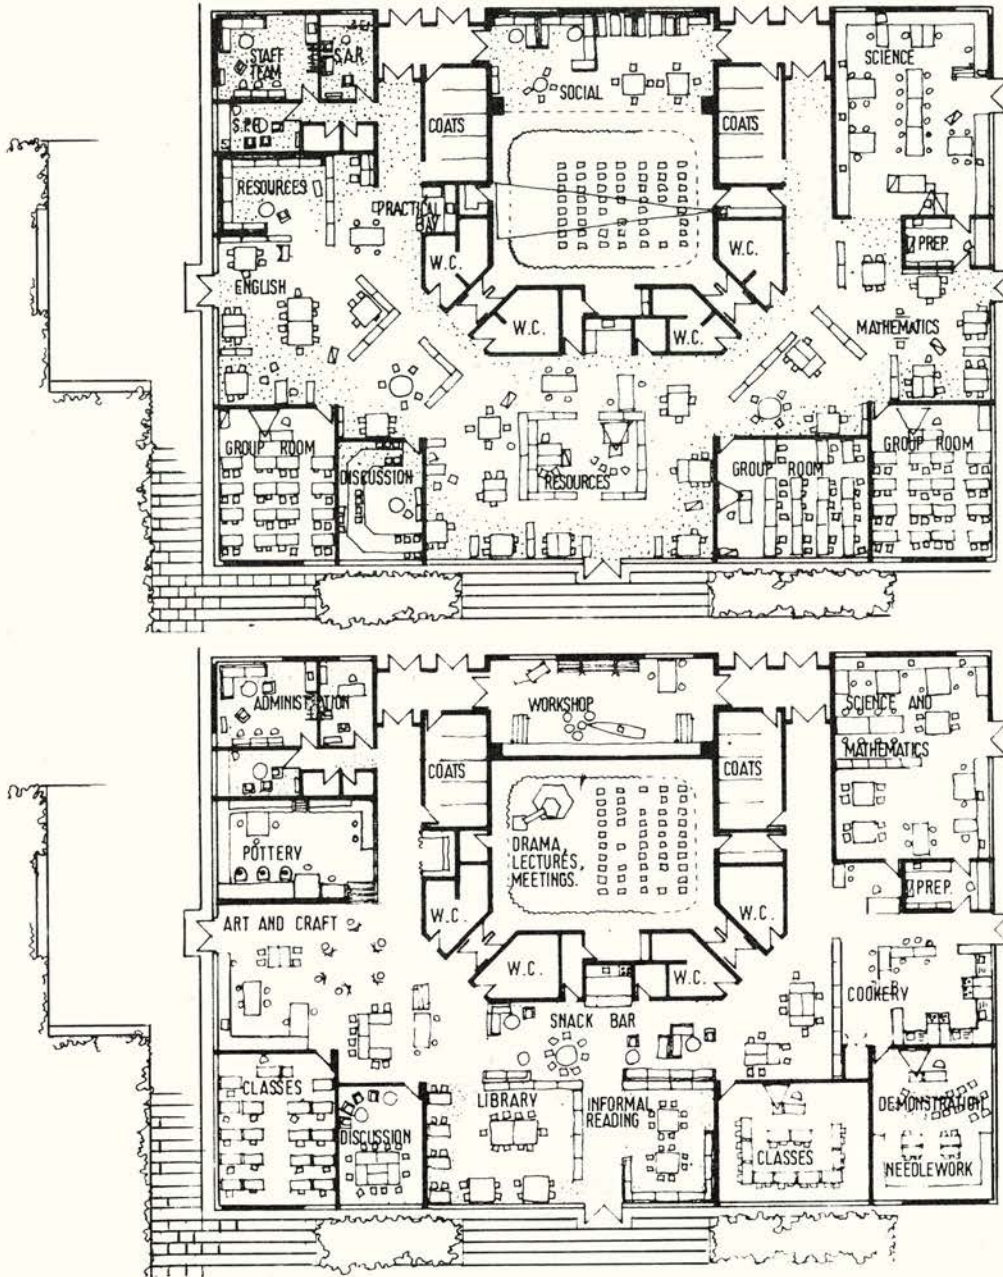 STAFF
TEAM
S.A.R.
SOCIAL
SCIENCE
COATS
COATS
RESOURCES
PRACTICAL
BAY
W.C.
W.C.
PREP.
ENGLISH
W.C.
W.C.
MATHEMATICS
GROUP ROOM
DISCUSSION
RESOURCES
GROUP ROOM
GROUP ROOM
ADMINISTRATION
WORKSHOP
SCIENCE AND
MATHEMATICS
COATS
COATS
POTTERY
DRAMA,
LECTURES,
MEETINGS.
PREP.
ART AND CRAFT
W.C.
W.C.
W.C.
W.C.
COOKERY
SNACK BAR
CLASSES
DISCUSSION
LIBRARY
INFORMAL
READING
CLASSES
DEMONSTRATION
NEEDLEWORK